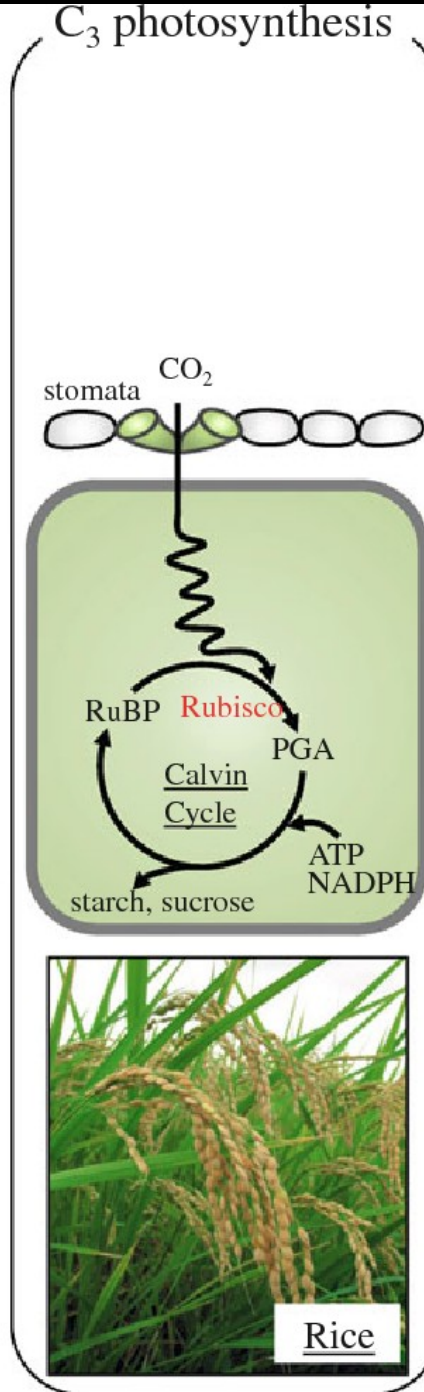 C₃ photosynthesis
CO₂
stomata
RuBP Rubisco
PGA
Calvin
Cycle
ATP
NADPH
starch, sucrose
Rice